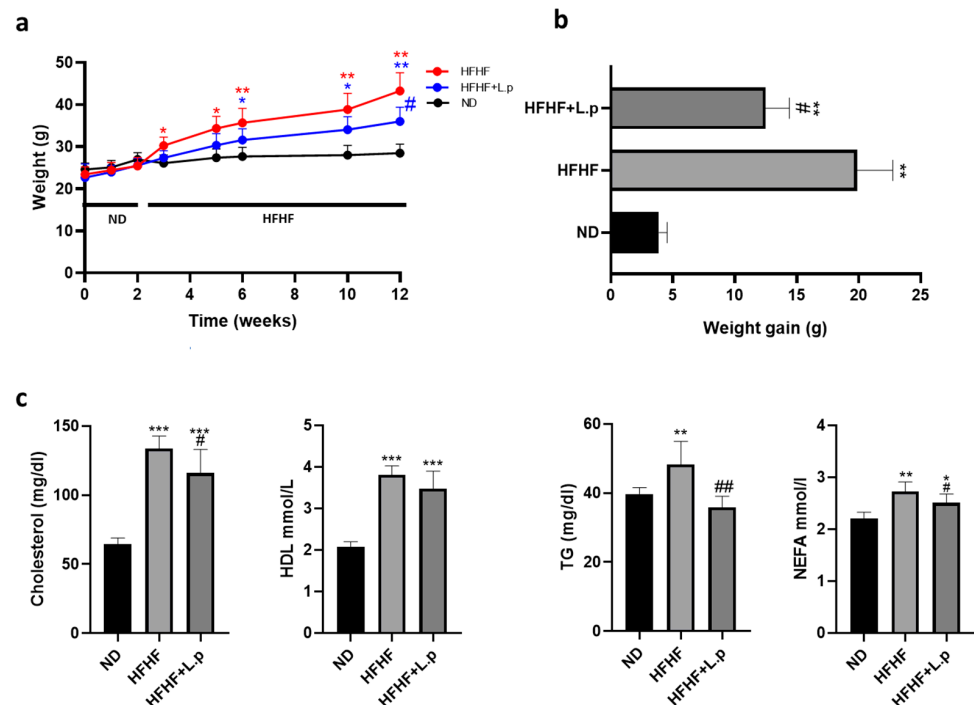 a
Weight (g)
50
40
30
20
10
0
** ** ** **
** * * **
* *
#
HFHF
HFHF+L.p
ND
ND HFHF
0 2 4 6 8 10 12
Time (weeks)
b
HFHF+L.p
HFHF
ND
#
**
**
0 5 10 15 20 25
Weight gain (g)
c
Cholesterol (mg/dl)
150
100
50
0
***
***
#
ND HFHF HFHF+L.p
HDL mmol/L
5
4
3
2
1
0
*** ***
ND HFHF HFHF+L.p
TG (mg/dl)
60
40
20
0
**
##
ND HFHF HFHF+L.p
NEFA mmol/l
4
3
2
1
0
**
*
#
ND HFHF HFHF+L.p